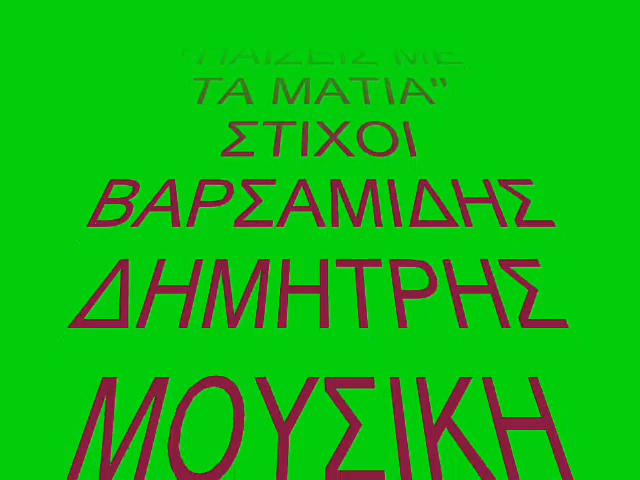 "ΠΑΙΖΕΙΣ ΜΕ
ΤΑ ΜΑΤΙΑ"
ΣΤΙΧΟΙ
ΒΑΡΣΑΜΙΔΗΣ
ΔΗΜΗΤΡΗΣ
ΜΟΥΣΙΚΗ